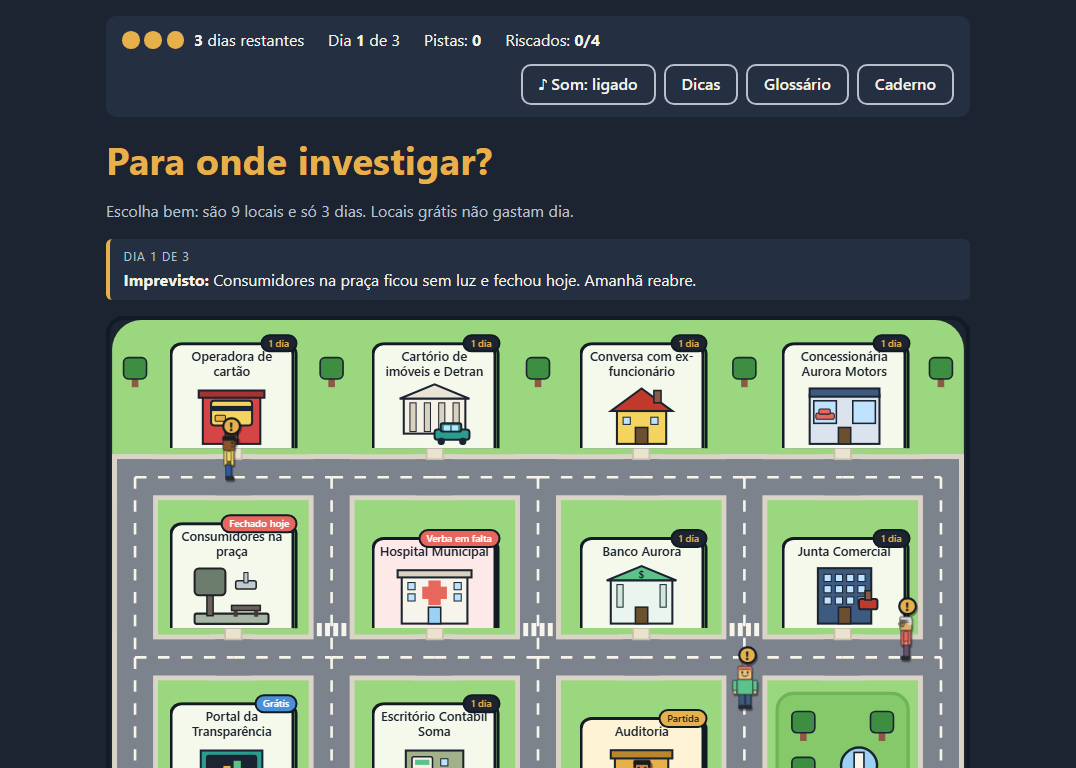 3 dias restantes Dia 1 de 3 Pistas: 0 Riscados: 0/4
♪ Som: ligado Dicas Glossário Caderno
Para onde investigar?
Escolha bem: são 9 locais e só 3 dias. Locais grátis não gastam dia.
DIA 1 DE 3
Imprevisto: Consumidores na praça ficou sem luz e fechou hoje. Amanhã reabre.
1 dia
Operadora de
cartão
1 dia
Cartório de
imóveis e Detran
1 dia
Conversa com ex-
funcionário
1 dia
Concessionária
Aurora Motors
!
Fechado hoje
Consumidores na
praça
Verba em falta
Hospital Municipal
1 dia
Banco Aurora
$
1 dia
Junta Comercial
!
!
Grátis
Portal da
Transparência
1 dia
Escritório Contábil
Soma
Partida
Auditoria